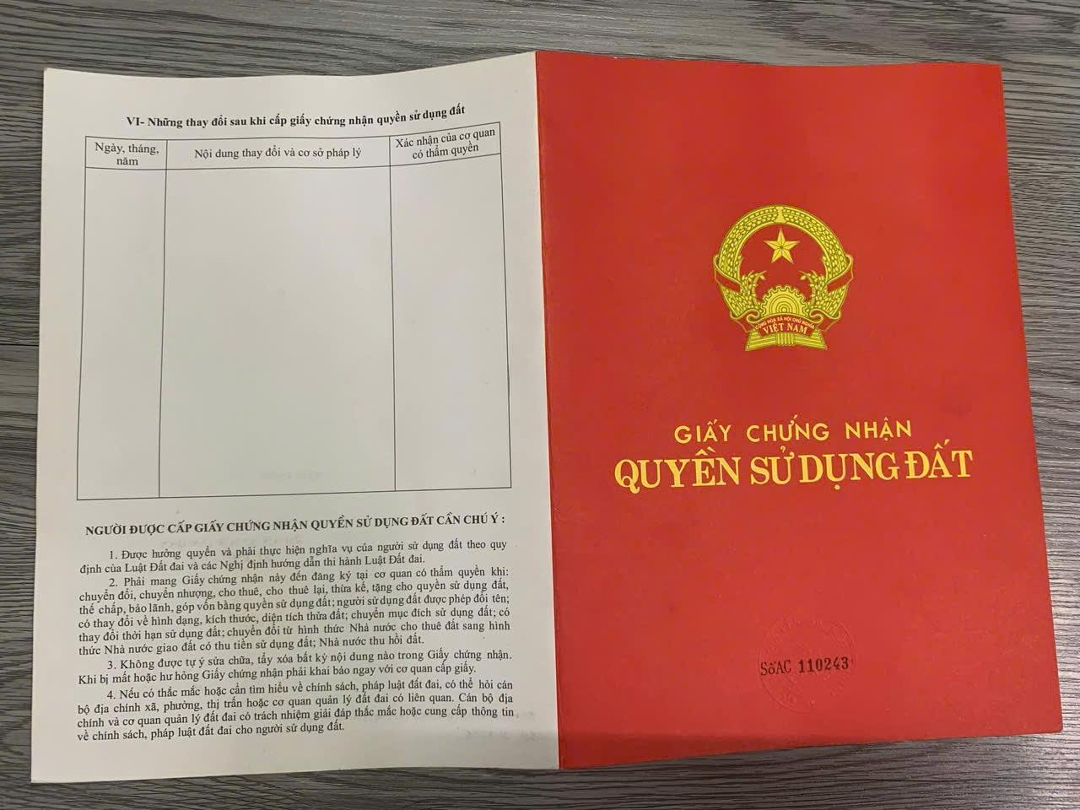 VI- Những thay đổi sau khi cấp giấy chứng nhận quyền sử dụng đất
Ngày, tháng,
năm
Nội dung thay đổi và cơ sở pháp lý
Xác nhận của cơ quan
có thẩm quyền
NGƯỜI ĐƯỢC CẤP GIẤY CHỨNG NHẬN QUYỀN SỬ DỤNG ĐẤT CẦN CHÚ Ý :
1. Được hưởng quyền và phải thực hiện nghĩa vụ của người sử dụng đất theo quy
định của Luật Đất đai và các Nghị định hướng dẫn thi hành Luật Đất đai.
2. Phải mang Giấy chứng nhận này đến đăng ký tại cơ quan có thẩm quyền khi:
chuyển đổi, chuyển nhượng, cho thuê, cho thuê lại, thừa kế, tặng cho quyền sử dụng đất,
thế chấp, bảo lãnh, góp vốn bằng quyền sử dụng đất; người sử dụng đất được phép đổi tên;
có thay đổi về hình dạng, kích thước, diện tích thửa đất; chuyển mục đích sử dụng đất; có
thay đổi thời hạn sử dụng đất; chuyển đổi từ hình thức Nhà nước cho thuê đất sang hình
thức Nhà nước giao đất có thu tiền sử dụng đất; Nhà nước thu hồi đất.
3. Không được tự ý sửa chữa, tẩy xóa bất kỳ nội dung nào trong Giấy chứng nhận.
Khi bị mất hoặc hư hỏng Giấy chứng nhận phải khai báo ngay với cơ quan cấp giấy.
4. Nếu có thắc mắc hoặc cần tìm hiểu về chính sách, pháp luật đất đai, có thể hỏi cán
bộ địa chính xã, phường, thị trấn hoặc cơ quan quản lý đất đai có liên quan. Cán bộ địa
chính và cơ quan quản lý đất đai có trách nhiệm giải đáp thắc mắc hoặc cung cấp thông tin
về chính sách, pháp luật đất đai cho người sử dụng đất.
CỘNG HÒA XÃ HỘI CHỦ NGHĨA
VIỆT NAM
GIẤY CHỨNG NHẬN
QUYỀN SỬ DỤNG ĐẤT
Số AC 110243